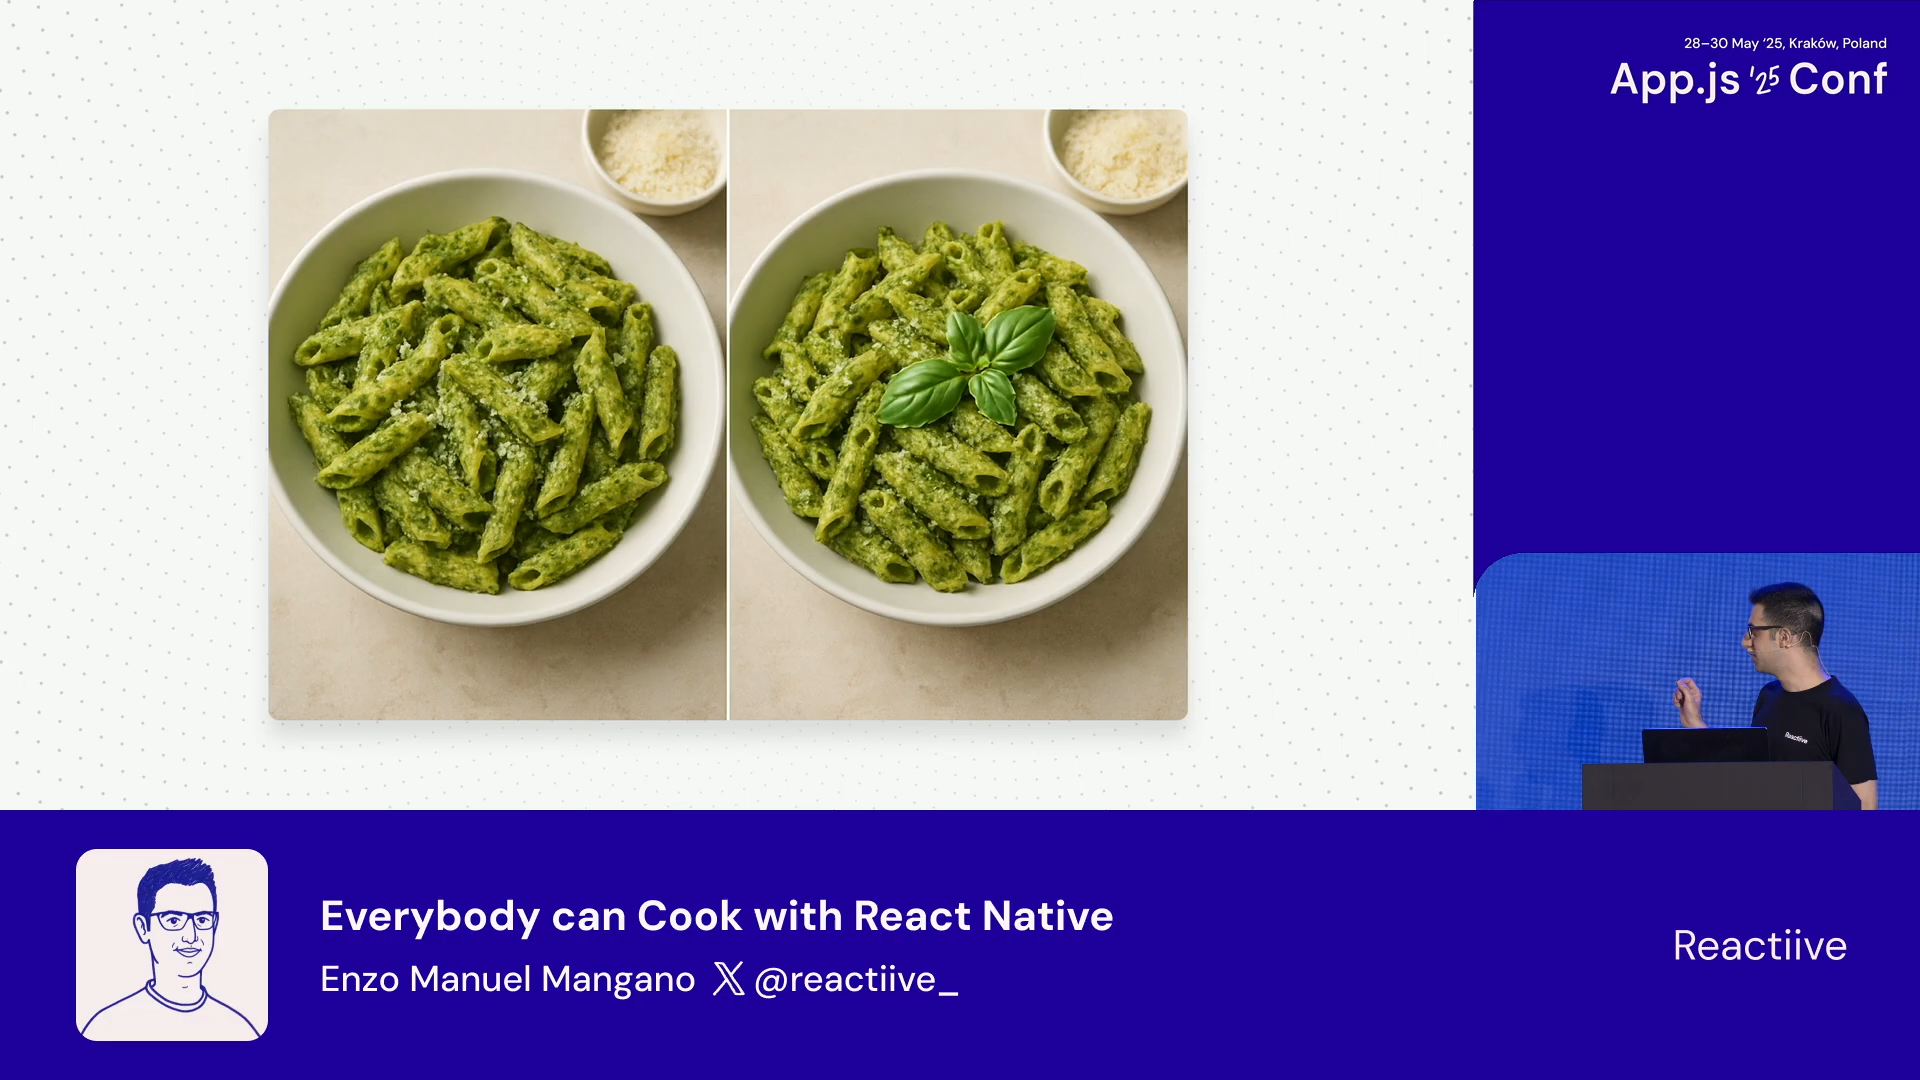 28–30 May ‘25, Kraków, Poland
App.js ‘25 Conf
Reactiive
Everybody can Cook with React Native
Enzo Manuel Mangano 𝕏 @reactiive_
Reactiive